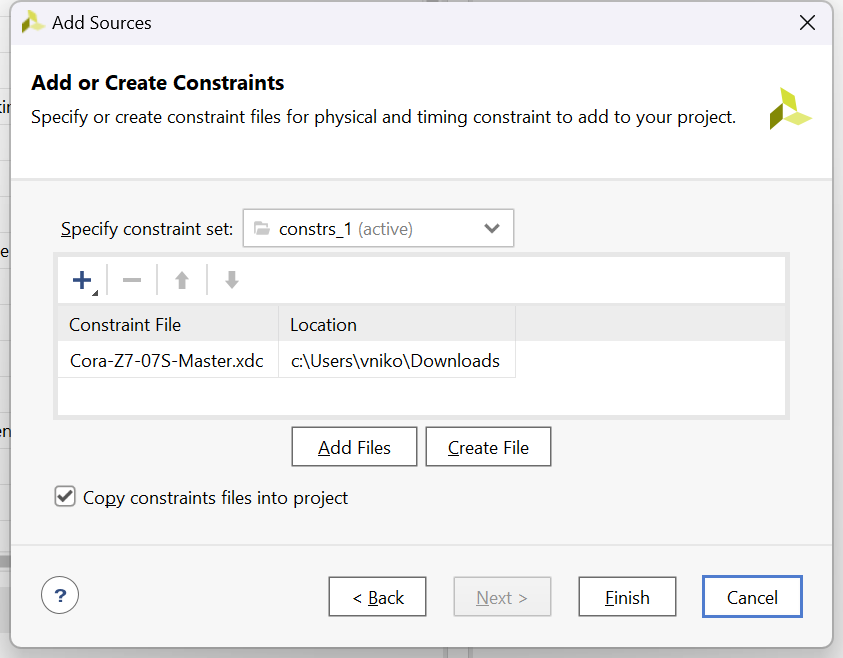 Add Sources
Add or Create Constraints
Specify or create constraint files for physical and timing constraint to add to your project.
Specify constraint set: constrs_1 (active)
Constraint File Location
Cora-Z7-07S-Master.xdc c:\Users\vniko\Downloads
Add Files Create File
Copy constraints files into project
? < Back Next > Finish Cancel